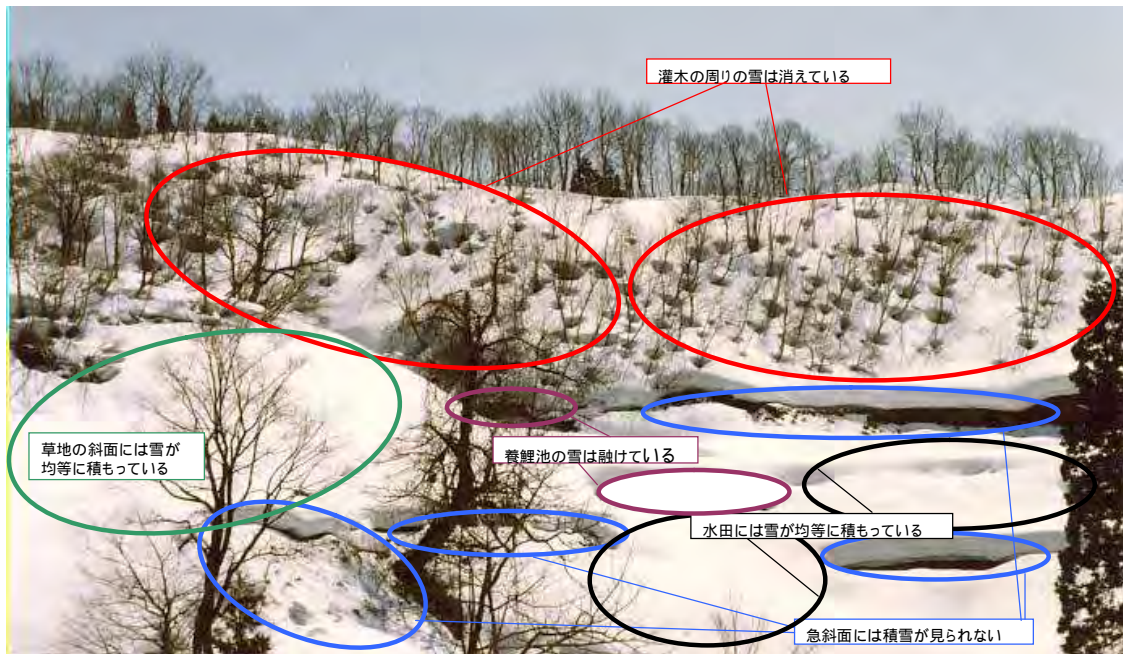 灌木の周りの雪は消えている
草地の斜面には雪が
均等に積もっている
養鯉池の雪は融けている
水田には雪が均等に積もっている
急斜面には積雪が見られない